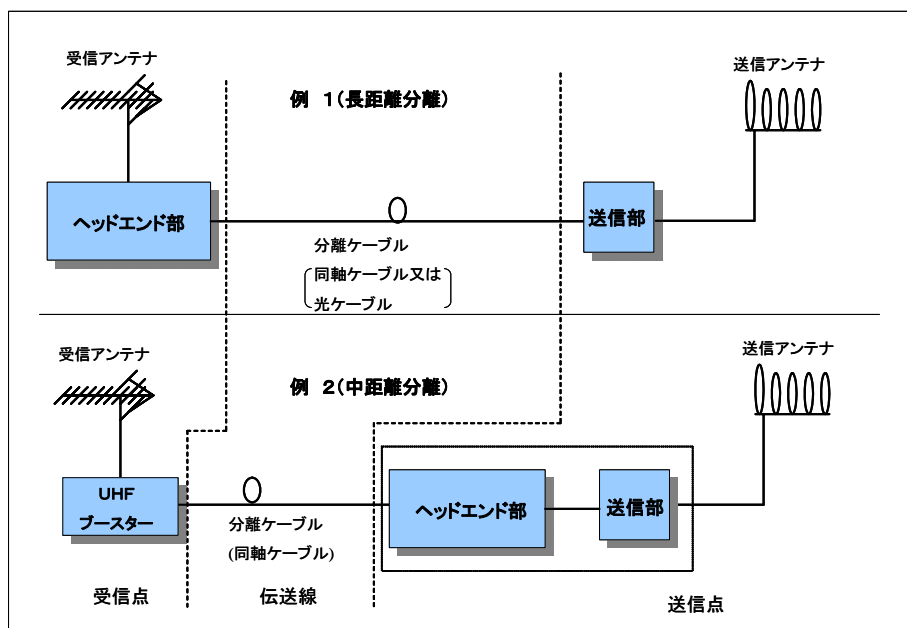 受信アンテナ
例 1(長距離分離)
送信アンテナ
ヘッドエンド部
送信部
分離ケーブル
同軸ケーブル又は
光ケーブル
受信アンテナ
例 2(中距離分離)
送信アンテナ
UHF
ブースター
ヘッドエンド部
送信部
分離ケーブル
(同軸ケーブル)
受信点
伝送線
送信点